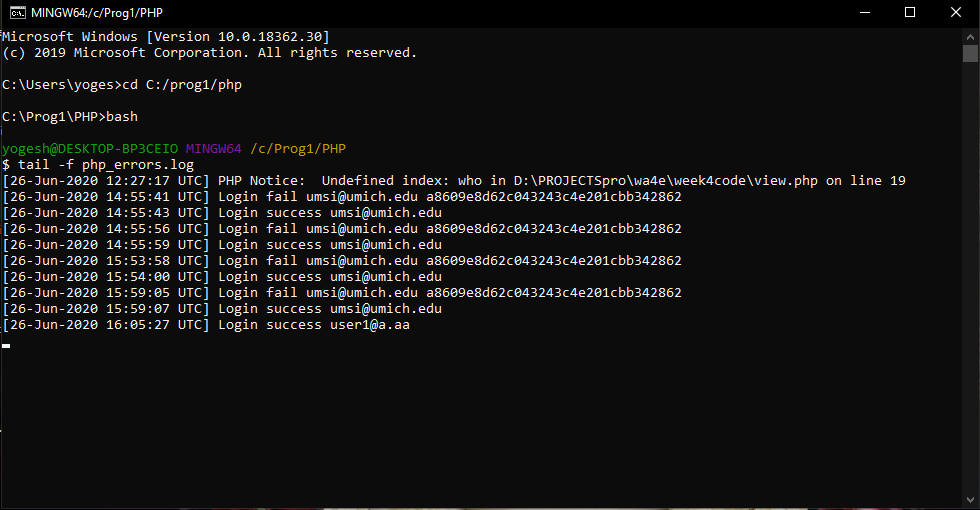 MINGW64:/c/Prog1/PHP
Microsoft Windows [Version 10.0.18362.30]
(c) 2019 Microsoft Corporation. All rights reserved.
C:\Users\yoges>cd C:/prog1/php
C:\Prog1\PHP>bash
yogesh@DESKTOP-BP3CEIO MINGW64 /c/Prog1/PHP
$ tail -f php_errors.log
[26-Jun-2020 12:27:17 UTC] PHP Notice:  Undefined index: who in D:\PROJECTSpro\wa4e\week4code\view.php on line 19
[26-Jun-2020 14:55:41 UTC] Login fail umsi@umich.edu a8609e8d62c043243c4e201cbb342862
[26-Jun-2020 14:55:43 UTC] Login success umsi@umich.edu
[26-Jun-2020 14:55:56 UTC] Login fail umsi@umich.edu a8609e8d62c043243c4e201cbb342862
[26-Jun-2020 14:55:59 UTC] Login success umsi@umich.edu
[26-Jun-2020 15:53:58 UTC] Login fail umsi@umich.edu a8609e8d62c043243c4e201cbb342862
[26-Jun-2020 15:54:00 UTC] Login success umsi@umich.edu
[26-Jun-2020 15:59:05 UTC] Login fail umsi@umich.edu a8609e8d62c043243c4e201cbb342862
[26-Jun-2020 15:59:07 UTC] Login success umsi@umich.edu
[26-Jun-2020 16:05:27 UTC] Login success user1@a.aa